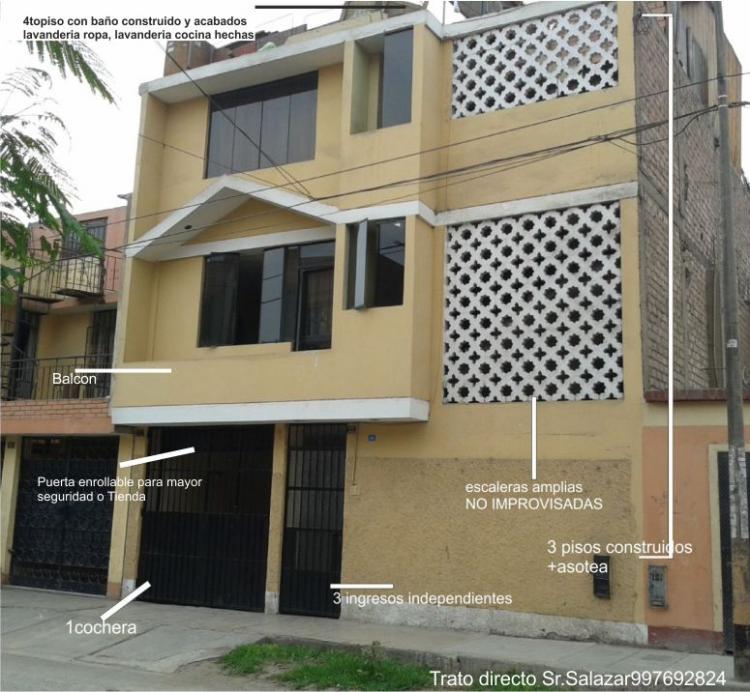 4topiso con baño construido y acabados
lavanderia ropa, lavanderia cocina hechas
Balcon
Puerta enrollable para mayor
seguridad o Tienda
escaleras amplias
NO IMPROVISADAS
3 pisos construidos
+asotea
3 ingresos independientes
1cochera
Trato directo Sr.Salazar997692824